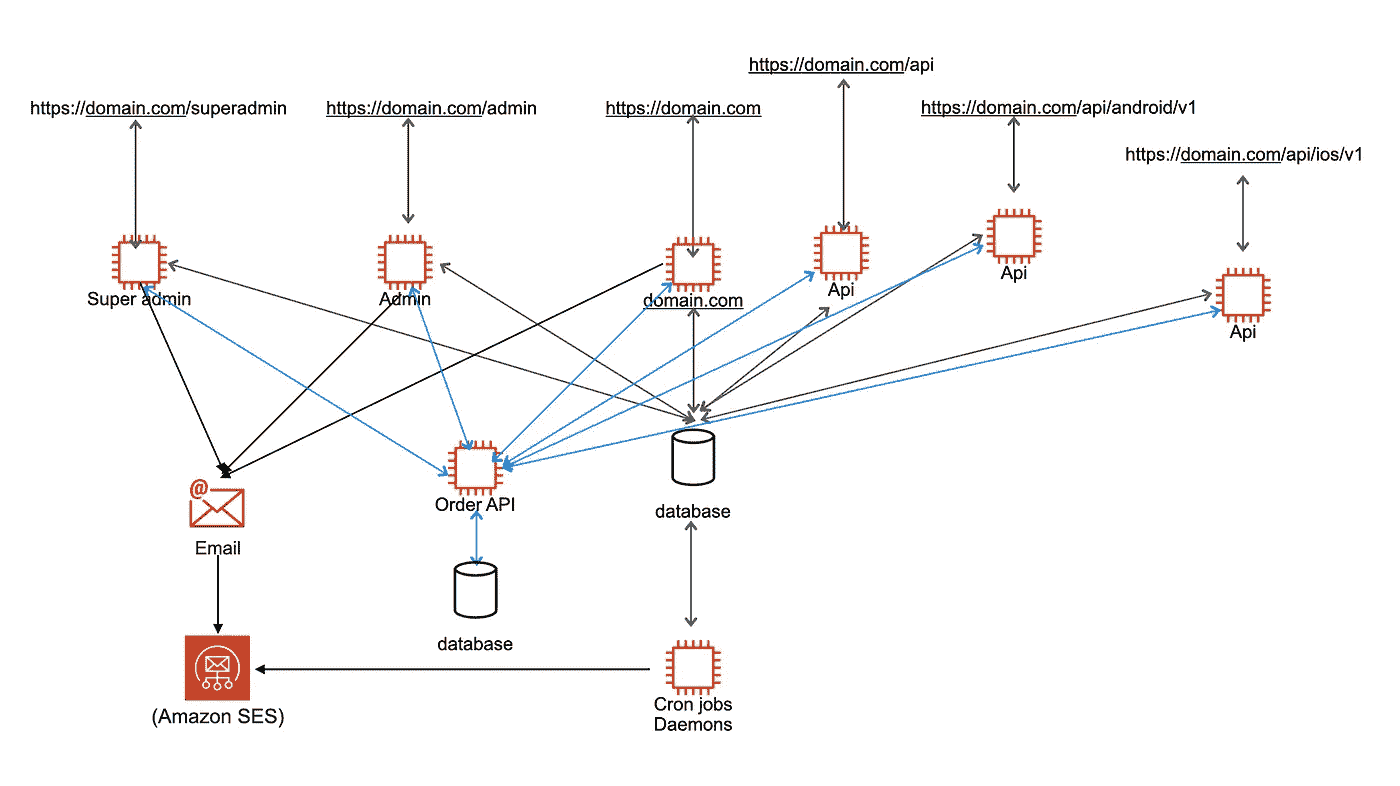 https://domain.com/api
https://domain.com/superadmin
https://domain.com/admin
https://domain.com
https://domain.com/api/android/v1
https://domain.com/api/ios/v1
Super admin
Admin
domain.com
Api
Api
Api
Order API
database
Email
database
(Amazon SES)
Cron jobs
Daemons